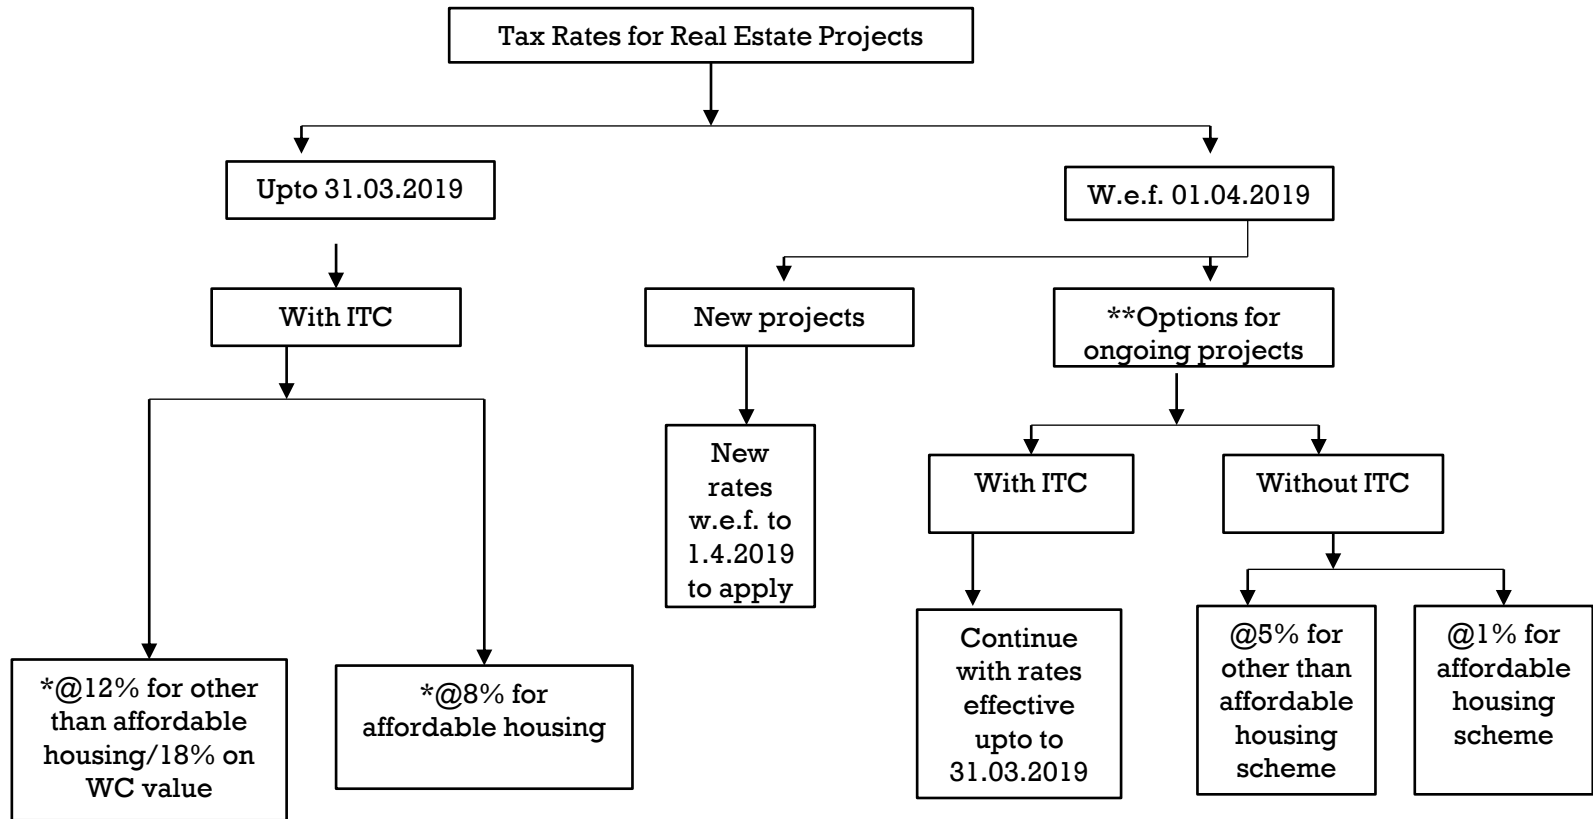 Tax Rates for Real Estate Projects
Upto 31.03.2019
W.e.f. 01.04.2019
With ITC
New projects
**Options for
ongoing projects
New
rates
w.e.f. to
1.4.2019
to apply
With ITC
Without ITC
*@12% for other
than affordable
housing/18% on
WC value
*@8% for
affordable housing
Continue
with rates
effective
upto to
31.03.2019
@5% for
other than
affordable
housing
scheme
@1% for
affordable
housing
scheme